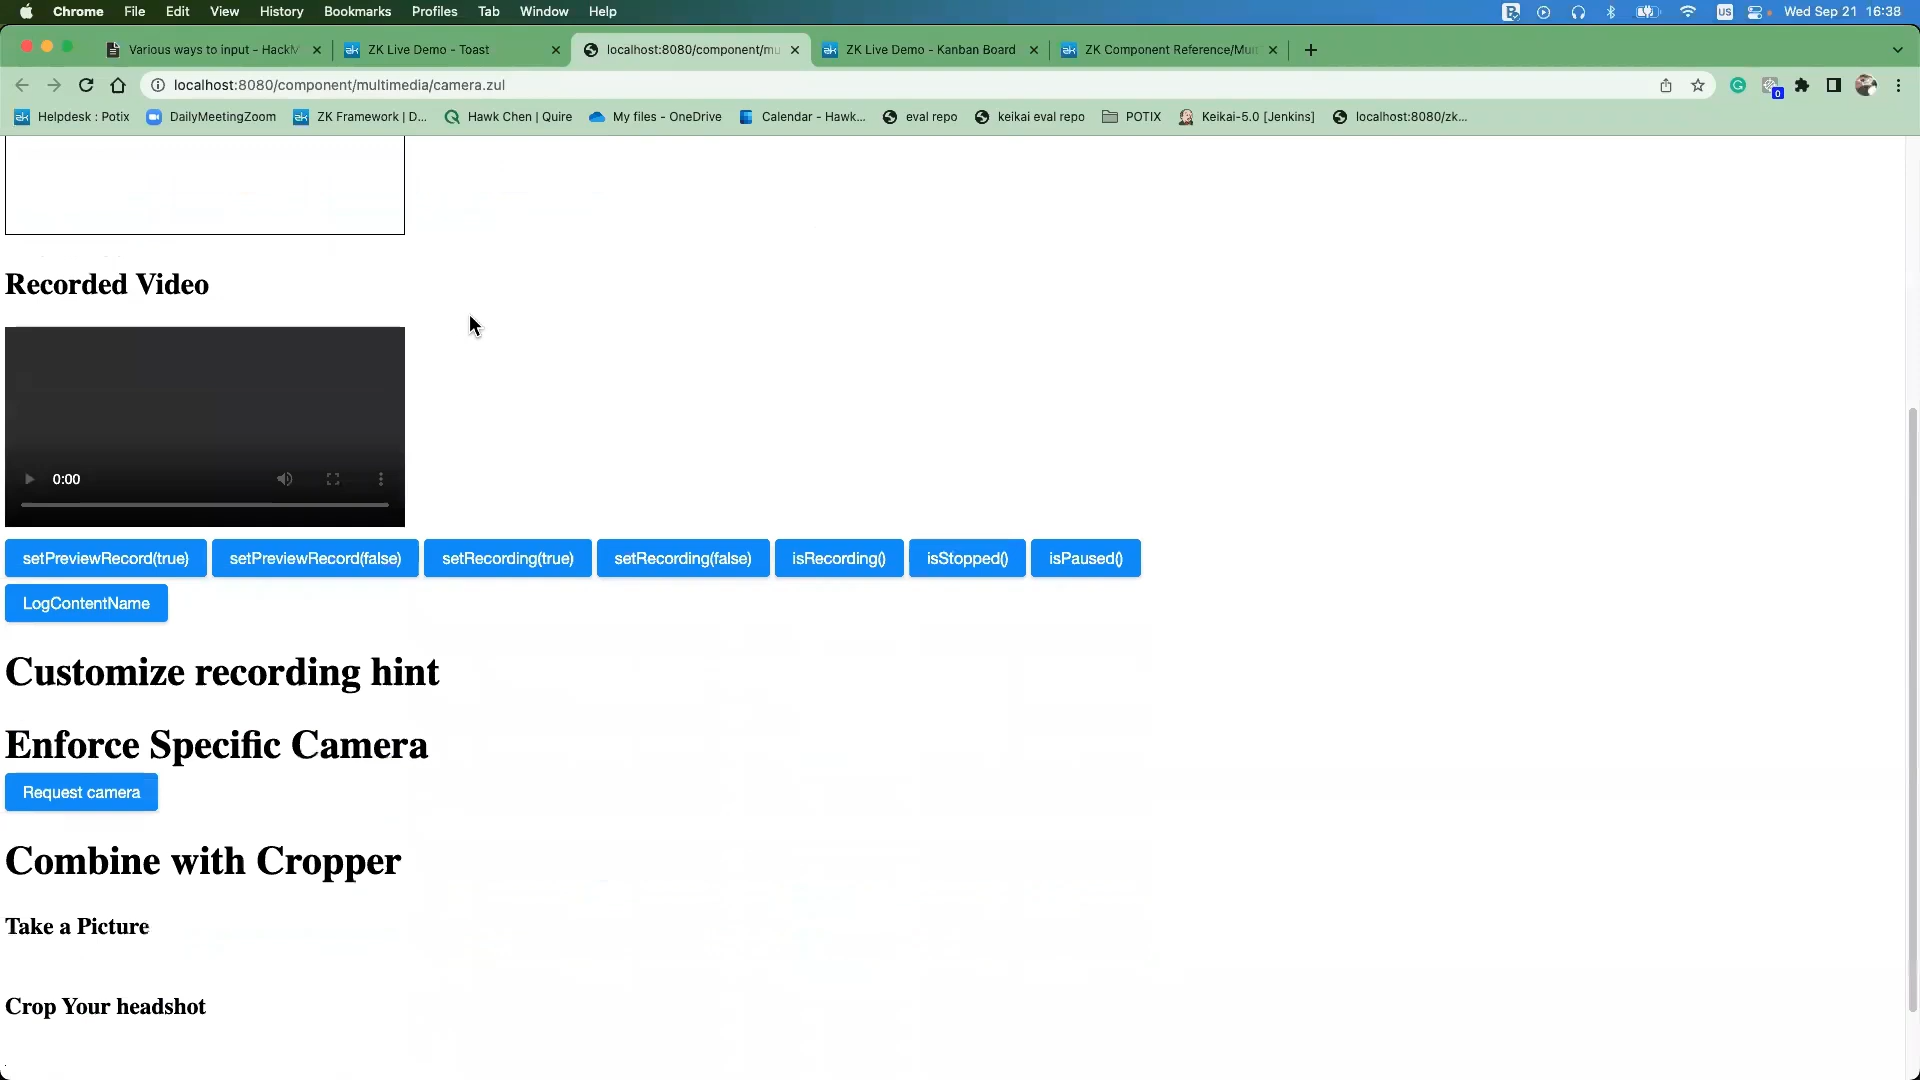 Chrome File Edit View History Bookmarks Profiles Tab Window Help US Wed Sep 21 16:38
Various ways to input - HackM ZK Live Demo - Toast localhost:8080/component/mu ZK Live Demo - Kanban Board ZK Component Reference/Mul
localhost:8080/component/multimedia/camera.zul 0
Helpdesk : Potix DailyMeetingZoom ZK Framework | D... Hawk Chen | Quire My files - OneDrive Calendar - Hawk... eval repo keikai eval repo POTIX Keikai-5.0 [Jenkins] localhost:8080/zk...
Recorded Video
0:00
setPreviewRecord(true) setPreviewRecord(false) setRecording(true) setRecording(false) isRecording() isStopped() isPaused()
LogContentName
Customize recording hint
Enforce Specific Camera
Request camera
Combine with Cropper
Take a Picture
Crop Your headshot